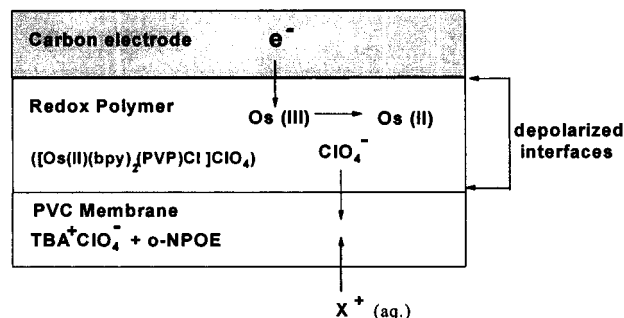 Carbon electrode e⁻
Redox Polymer
Os (III) → Os (II)
depolarized
interfaces
([Os(II)(bpy)₂(PVP)Cl ]ClO₄)
ClO₄⁻
PVC Membrane
TBA⁺ClO₄⁻ + o-NPOE
X⁺ (aq.)